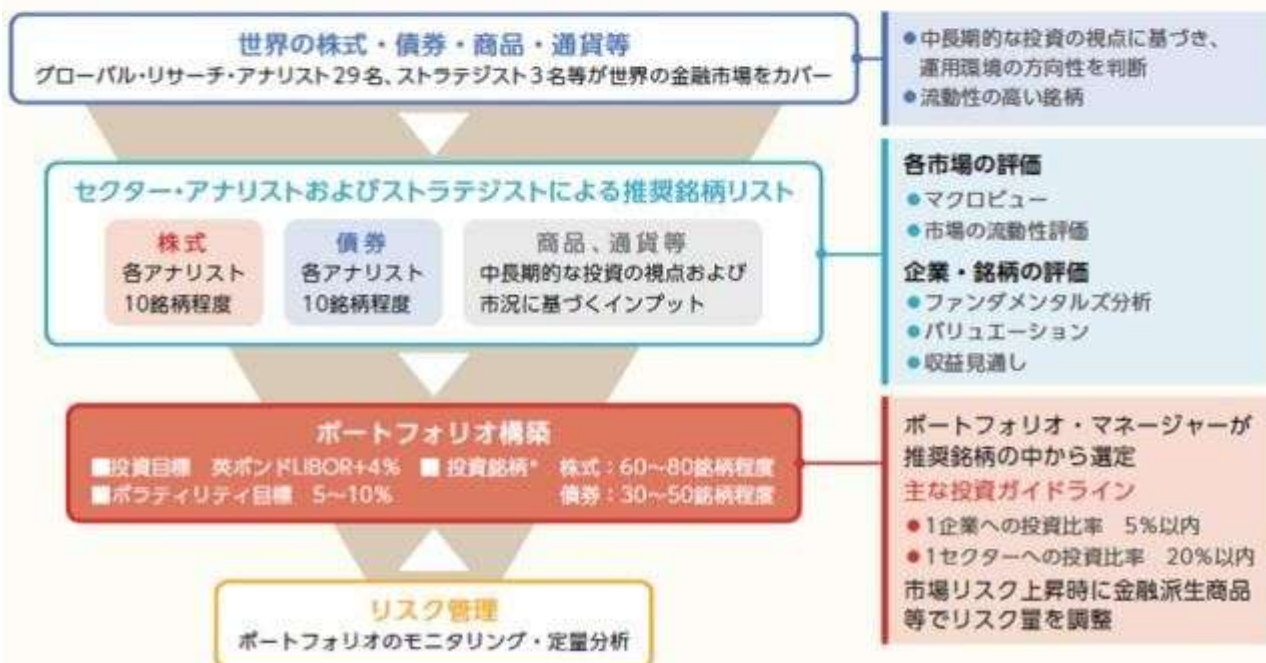 世界の株式・債券・商品・通貨等
グローバル・リサーチ・アナリスト29名、ストラテジスト3名等が世界の金融市場をカバー
●中長期的な投資の視点に基づき、
運用環境の方向性を判断
●流動性の高い銘柄
セクター・アナリストおよびストラテジストによる推奨銘柄リスト
株式
各アナリスト
10銘柄程度
債券
各アナリスト
10銘柄程度
商品、通貨等
中長期的な投資の視点および
市況に基づくインプット
各市場の評価
●マクロビュー
●市場の流動性評価
企業・銘柄の評価
●ファンダメンタルズ分析
●バリュエーション
●収益見通し
ポートフォリオ構築
■投資目標 英ポンドLIBOR+4% ■投資銘柄* 株式：60～80銘柄程度
■ボラティリティ目標 5～10% 債券：30～50銘柄程度
ポートフォリオ・マネージャーが
推奨銘柄の中から選定
主な投資ガイドライン
●1企業への投資比率 5%以内
●1セクターへの投資比率 20%以内
市場リスク上昇時に金融派生商品
等でリスク量を調整
リスク管理
ポートフォリオのモニタリング・定量分析